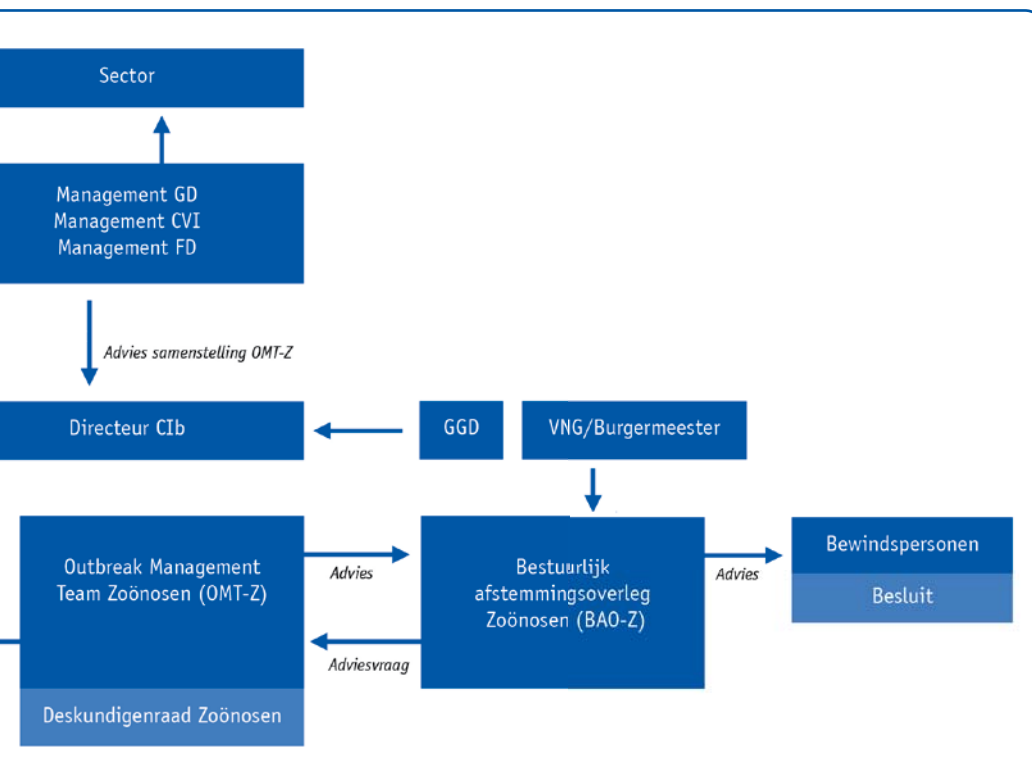 Sector
Management GD
Management CVI
Management FD
Advies samenstelling OMT-Z
Directeur CIb
GGD
VNG/Burgermeester
Outbreak Management
Team Zoönosen (OMT-Z)
Deskundigenraad Zoönosen
Advies
Adviesvraag
Bestuurlijk
afstemmingsoverleg
Zoönosen (BAO-Z)
Advies
Bewindspersonen
Besluit